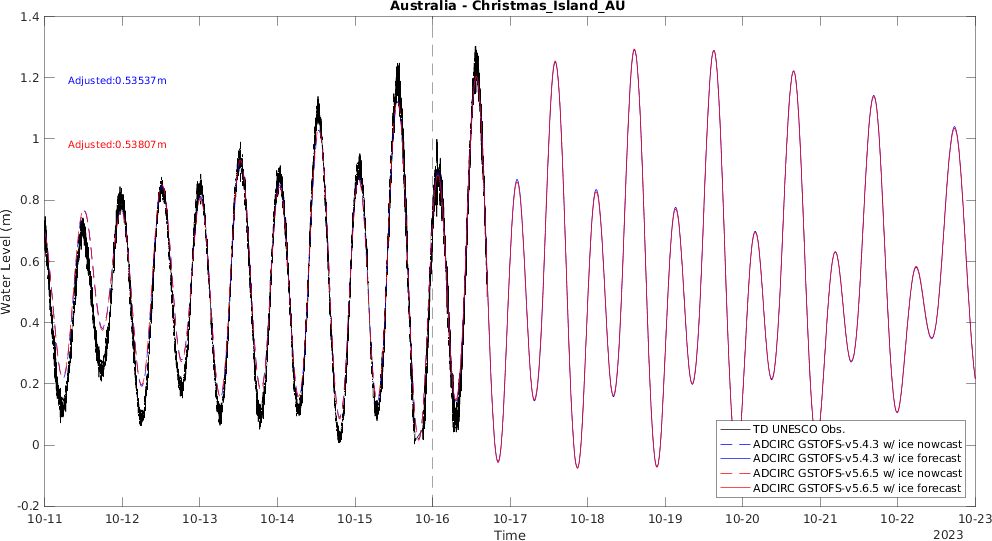 Australia - Christmas_Island_AU
1.4
1.2
1
0.8
0.6
0.4
0.2
0
-0.2
Water Level (m)
Adjusted:0.53537m
Adjusted:0.53807m
TD UNESCO Obs.
ADCIRC GSTOFS-v5.4.3 w/ ice nowcast
ADCIRC GSTOFS-v5.4.3 w/ ice forecast
ADCIRC GSTOFS-v5.6.5 w/ ice nowcast
ADCIRC GSTOFS-v5.6.5 w/ ice forecast
10-11 10-12 10-13 10-14 10-15 10-16 10-17 10-18 10-19 10-20 10-21 10-22 10-23
Time
2023